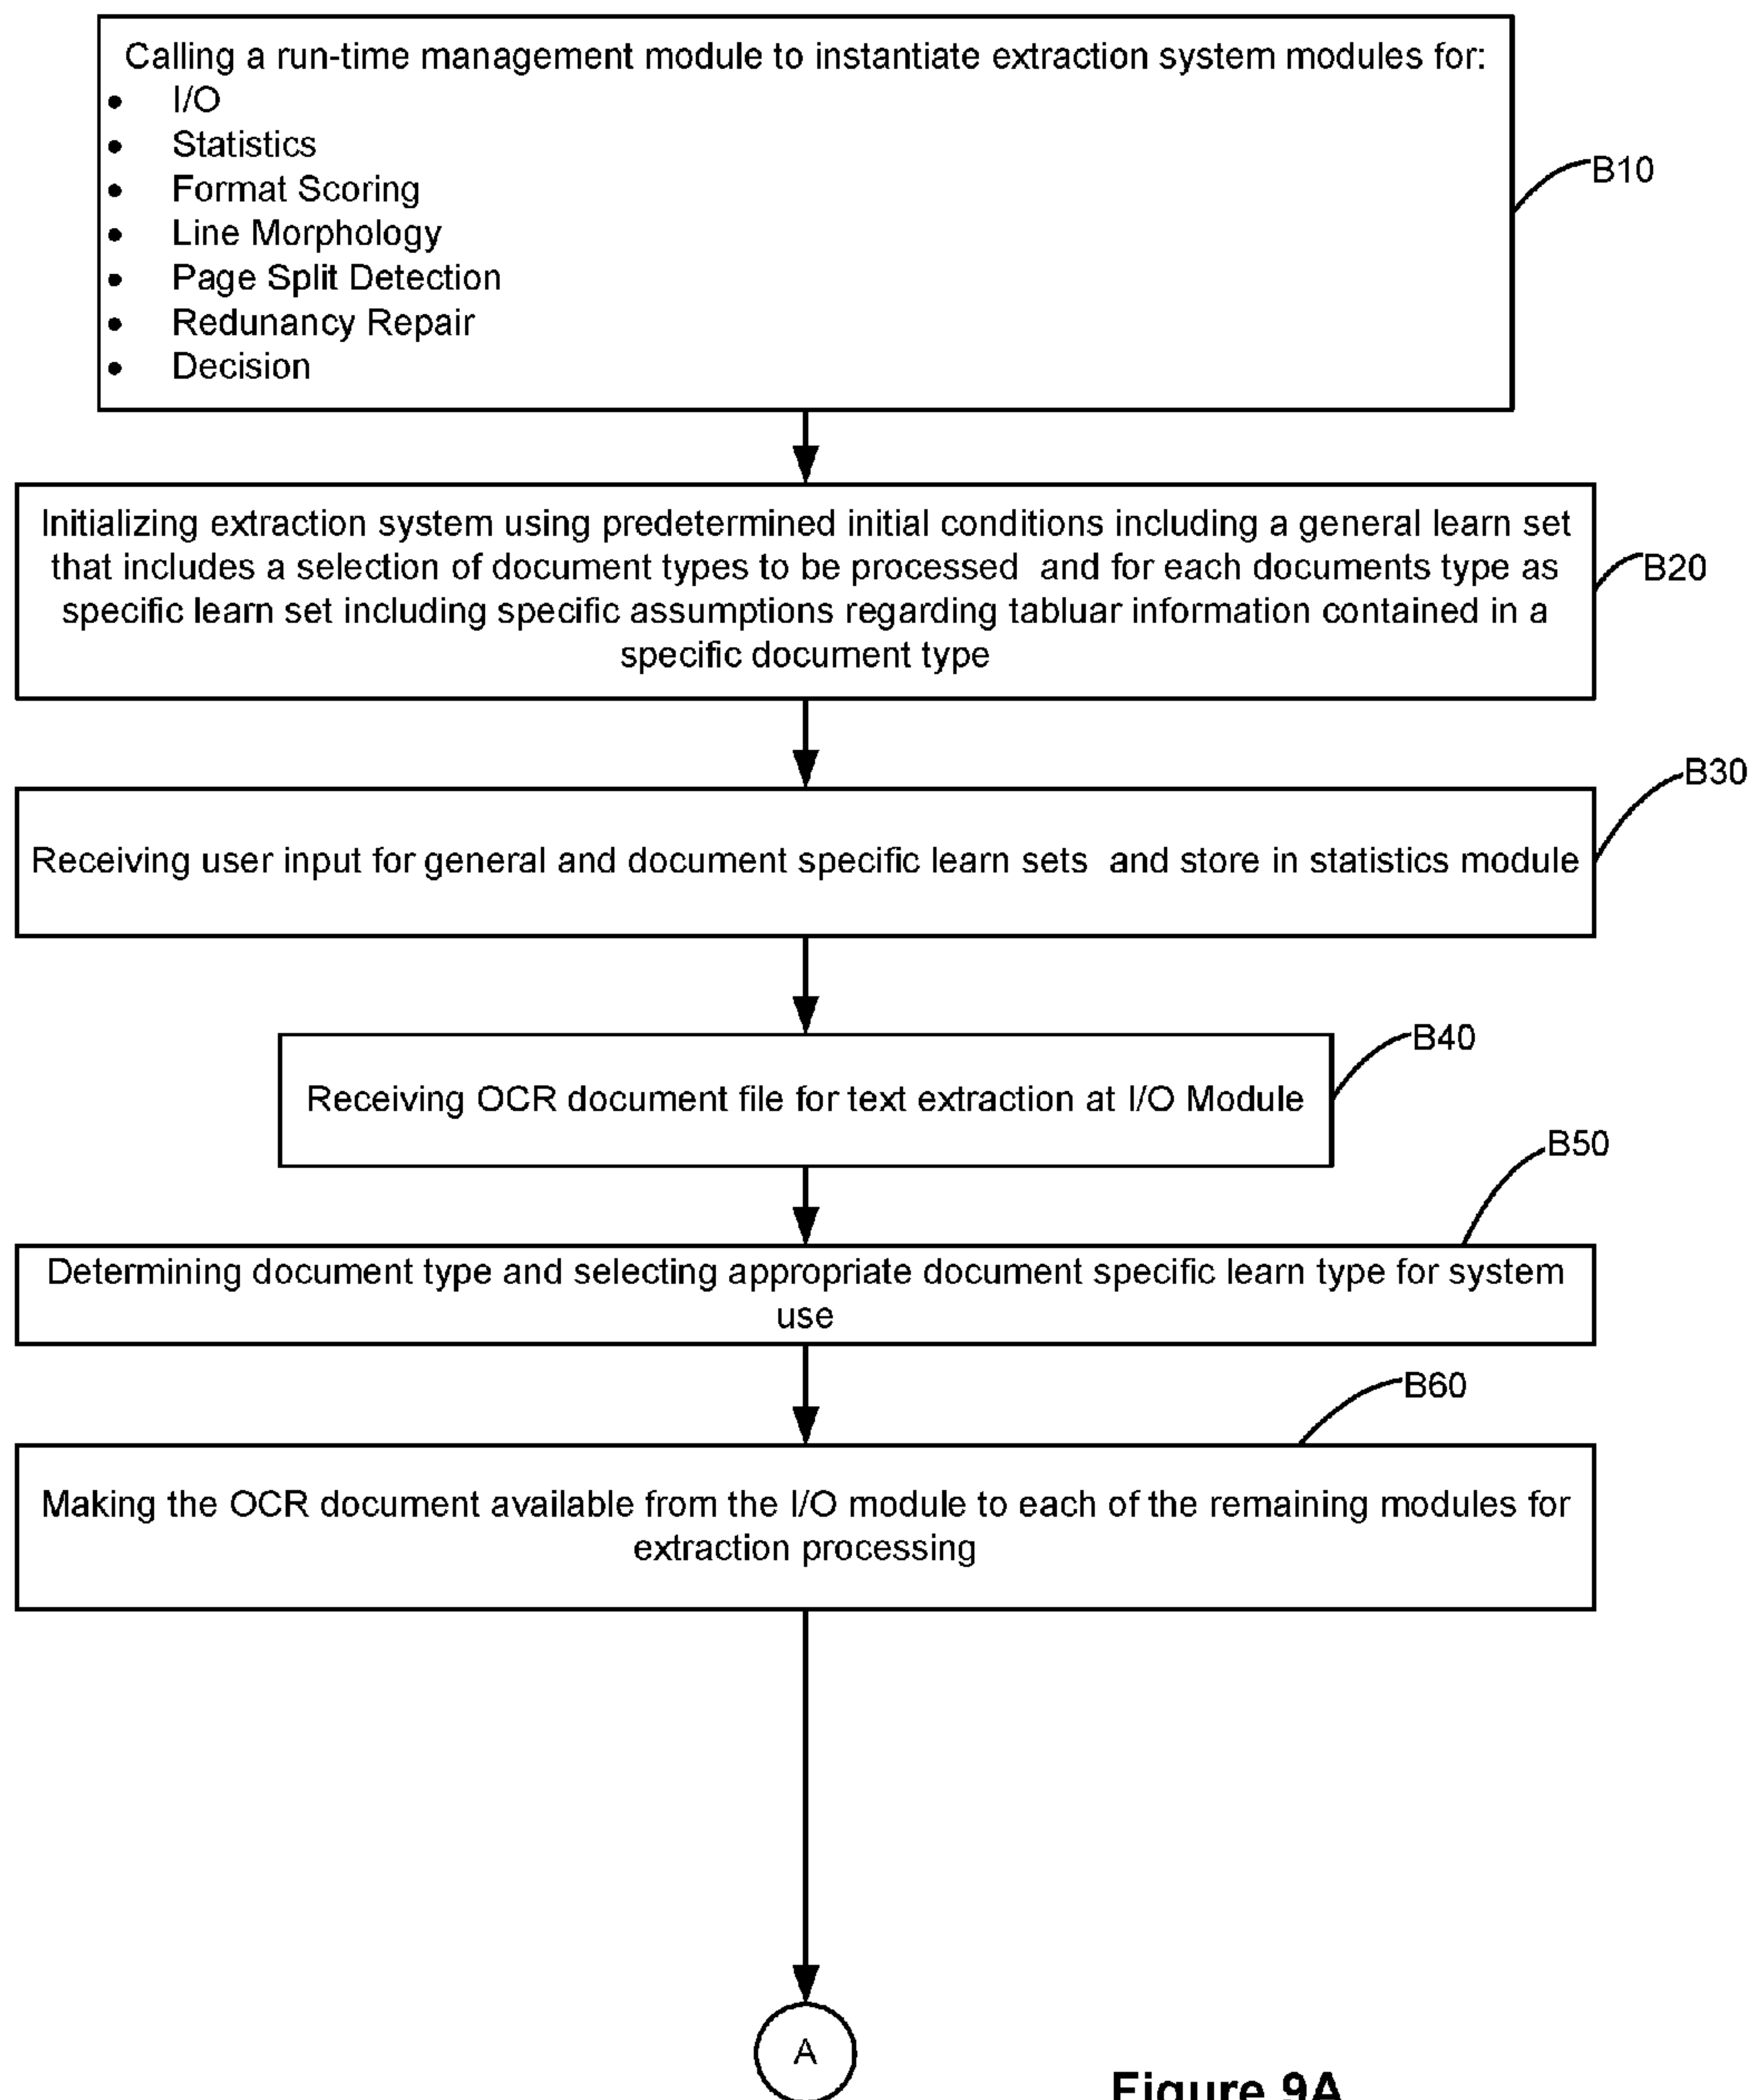 Calling a run-time management module to instantiate extraction system modules for:
• I/O
• Statistics
• Format Scoring
• Line Morphology
• Page Split Detection
• Redunancy Repair
• Decision
B10
Initializing extraction system using predetermined initial conditions including a general learn set
that includes a selection of document types to be processed and for each documents type as
specific learn set including specific assumptions regarding tabluar information contained in a
specific document type
B20
B30
Receiving user input for general and document specific learn sets and store in statistics module
B40
Receiving OCR document file for text extraction at I/O Module
B50
Determining document type and selecting appropriate document specific learn type for system
use
B60
Making the OCR document available from the I/O module to each of the remaining modules for
extraction processing
A
Figure 9A